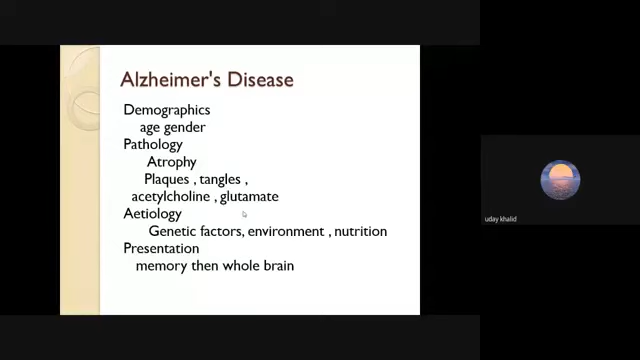 Alzheimer's Disease
Demographics
age gender
Pathology
Atrophy
Plaques , tangles ,
acetylcholine , glutamate
Aetiology
Genetic factors, environment , nutrition
Presentation
memory then whole brain
uday khalid